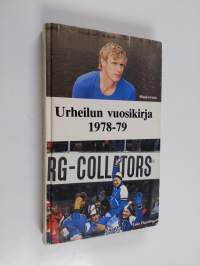 Urheilun vuosikirja
1978-79
RG-COLLATORS